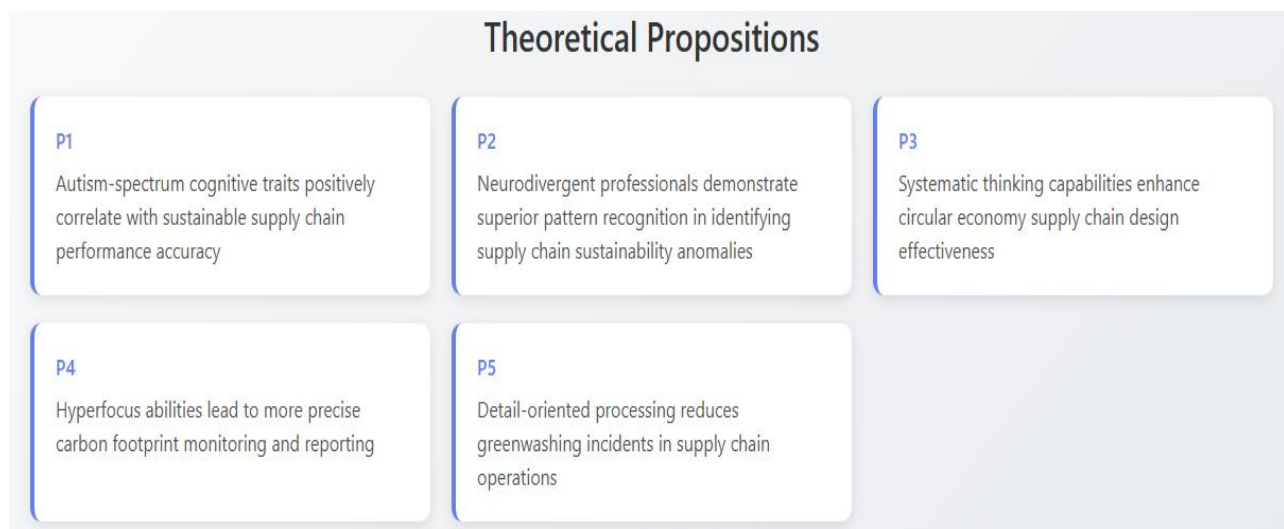 Theoretical Propositions
P1
Autism-spectrum cognitive traits positively
correlate with sustainable supply chain
performance accuracy
P2
Neurodivergent professionals demonstrate
superior pattern recognition in identifying
supply chain sustainability anomalies
P3
Systematic thinking capabilities enhance
circular economy supply chain design
effectiveness
P4
Hyperfocus abilities lead to more precise
carbon footprint monitoring and reporting
P5
Detail-oriented processing reduces
greenwashing incidents in supply chain
operations